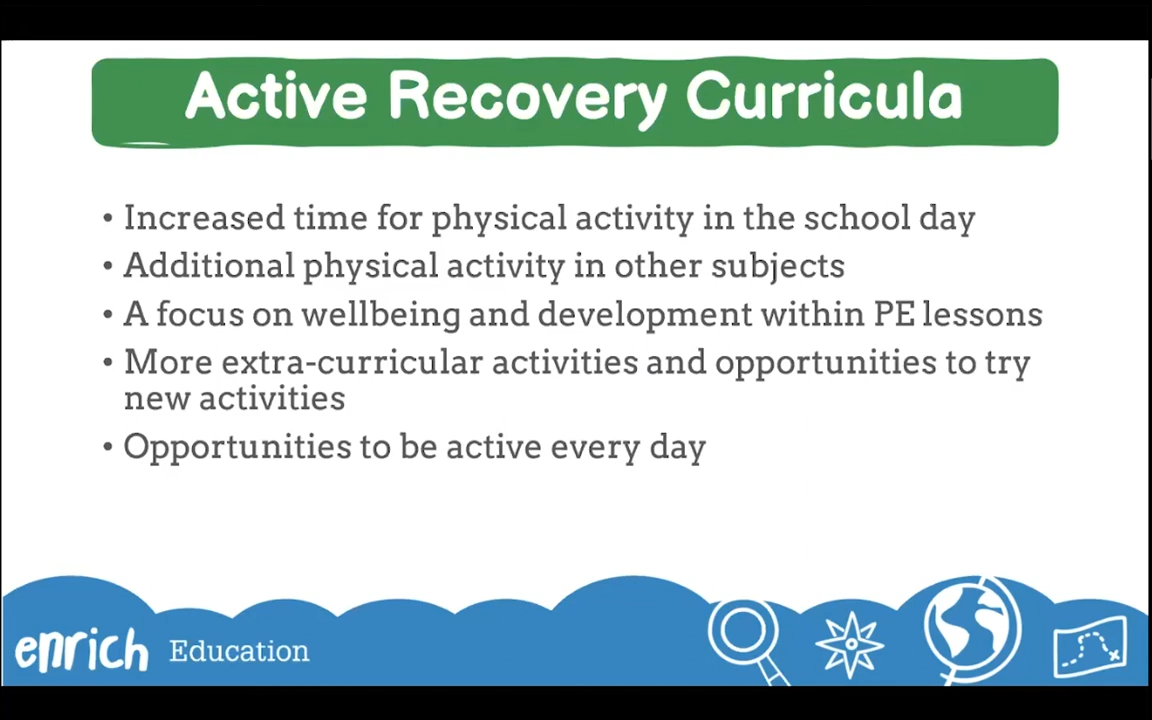 Active Recovery Curricula
• Increased time for physical activity in the school day
• Additional physical activity in other subjects
• A focus on wellbeing and development within PE lessons
• More extra-curricular activities and opportunities to try
new activities
• Opportunities to be active every day
enrich Education